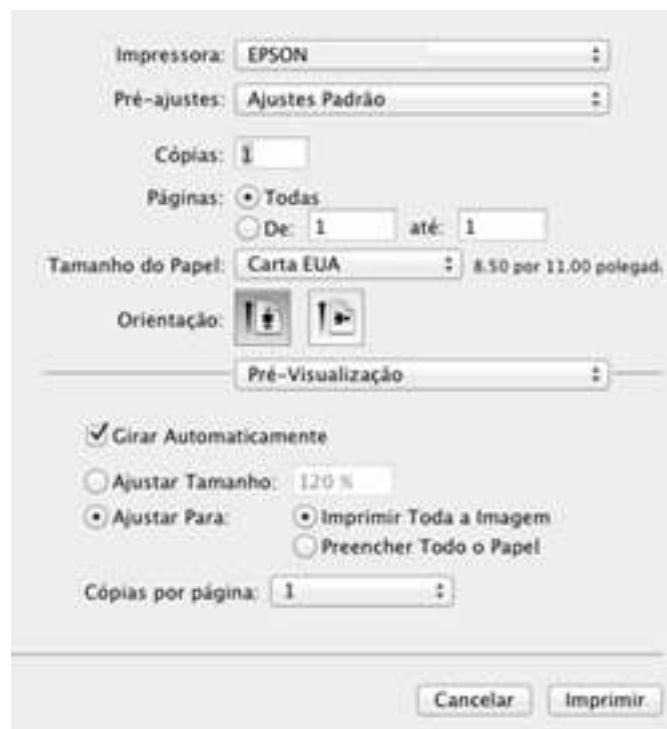 Impressora: EPSON
Pré-ajustes: Ajustes Padrão
Cópias: 1
Páginas: Todas
De: 1 até: 1
Tamanho do Papel: Carta EUA 8.50 por 11.00 polegad.
Orientação:
Pré-Visualização
Girar Automaticamente
Ajustar Tamanho: 120 %
Ajustar Para: Imprimir Toda a Imagem
Preencher Todo o Papel
Cópias por página: 1
Cancelar Imprimir